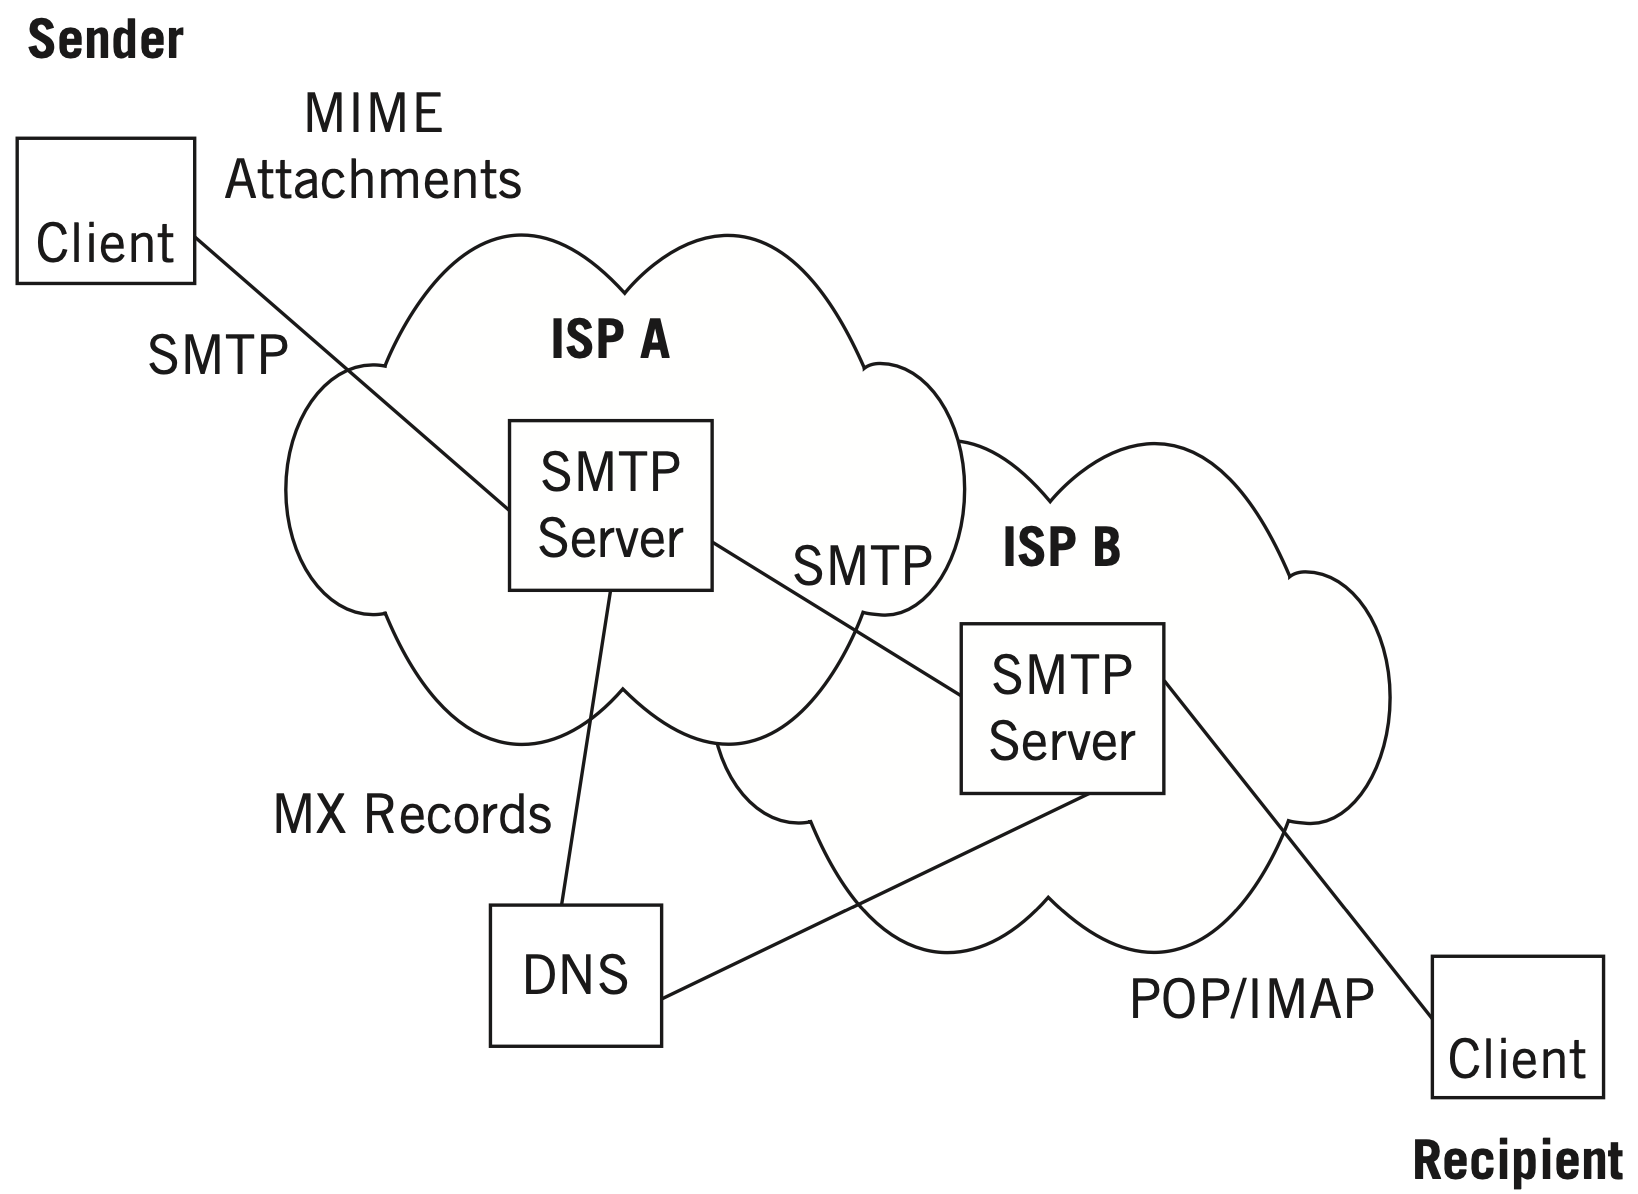 Sender
MIME
Attachments
Client
SMTP
ISP A
SMTP
Server
SMTP
ISP B
SMTP
Server
MX Records
DNS
POP/IMAP
Client
Recipient